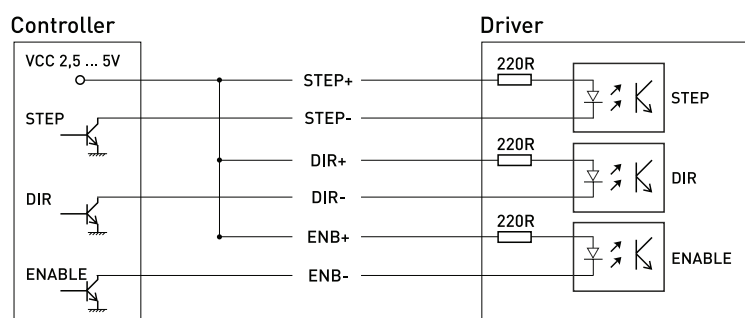 Controller
Driver
VCC 2,5 ... 5V
220R
STEP+
STEP
STEP
STEP-
220R
DIR+
DIR
DIR
DIR-
220R
ENB+
ENABLE
ENABLE
ENB-